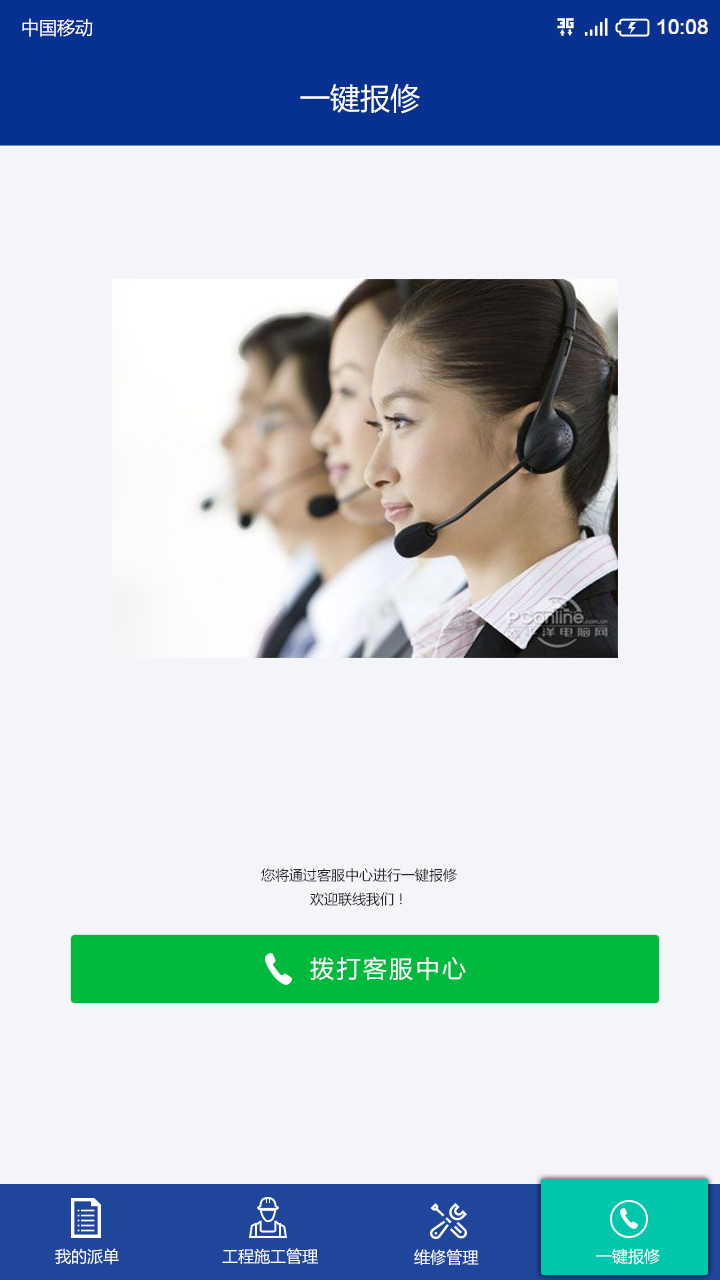 中国移动 3G 10:08
一键报修
PConline.com.cn
太平洋电脑网
您将通过客服中心进行一键报修
欢迎联线我们！
拨打客服中心
我的派单 工程施工管理 维修管理 一键报修